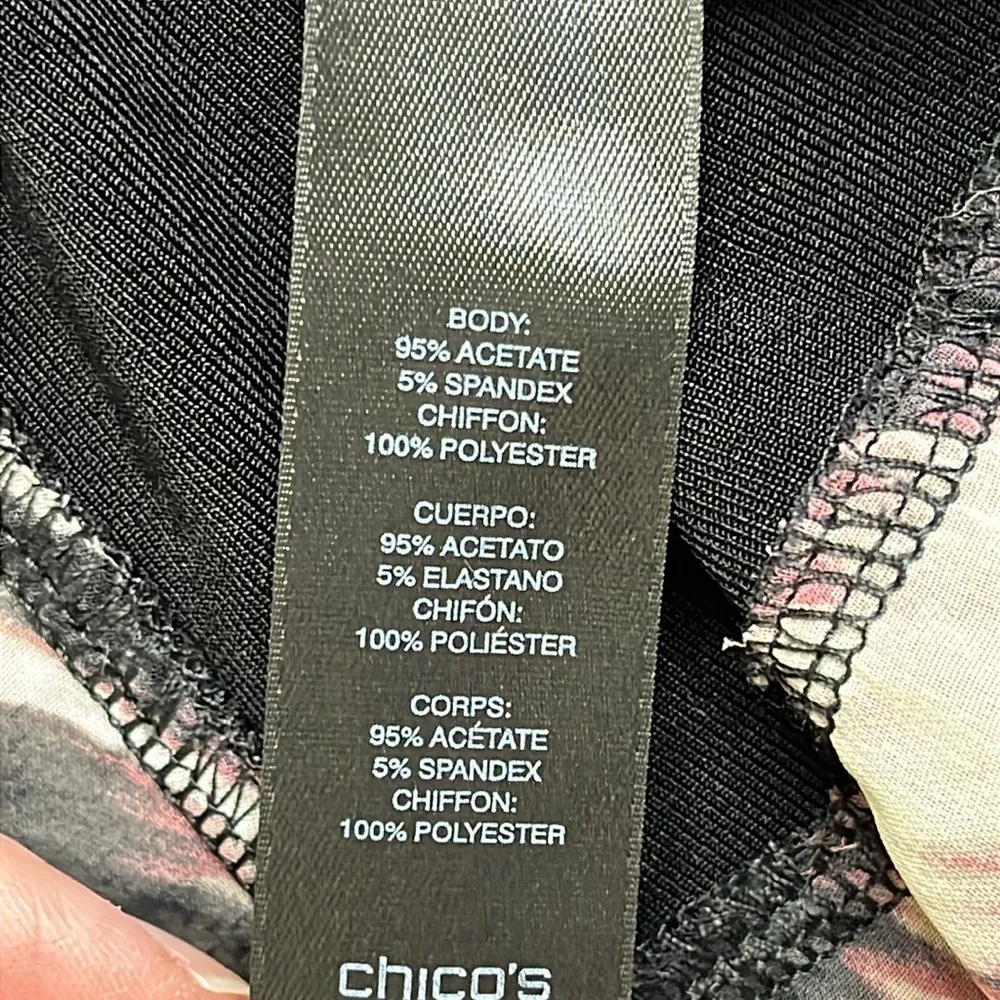 BODY:
95% ACETATE
5% SPANDEX
CHIFFON:
100% POLYESTER
CUERPO:
95% ACETATO
5% ELASTANO
CHIFÓN:
100% POLIÉSTER
CORPS:
95% ACÉTATE
5% SPANDEX
CHIFFON:
100% POLYESTER
chico's